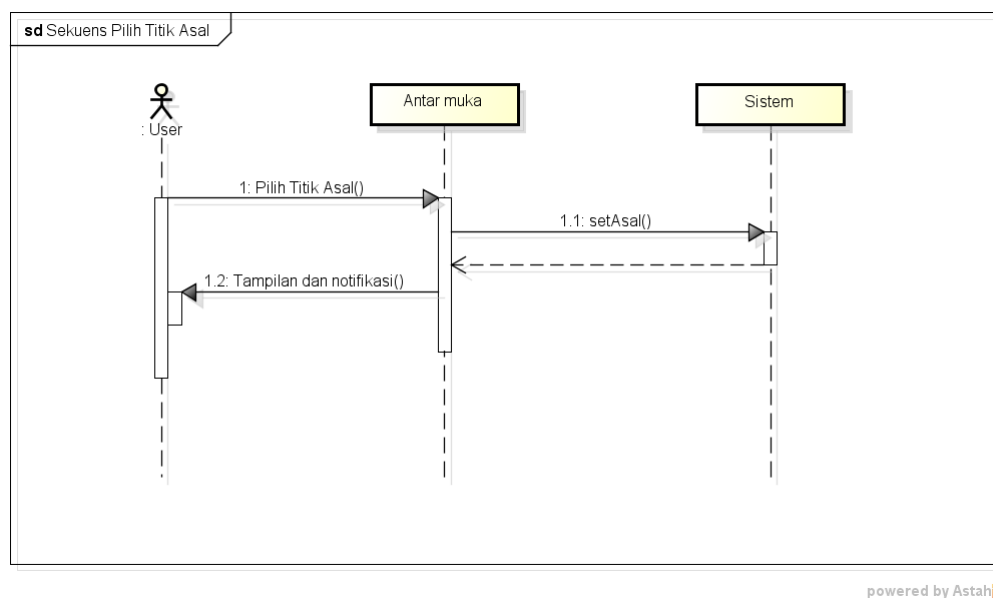 sd Sekuens Pilih Titik Asal
: User
Antar muka
Sistem
1: Pilih Titik Asal()
1.1: setAsal()
1.2: Tampilan dan notifikasi()
powered by Astah